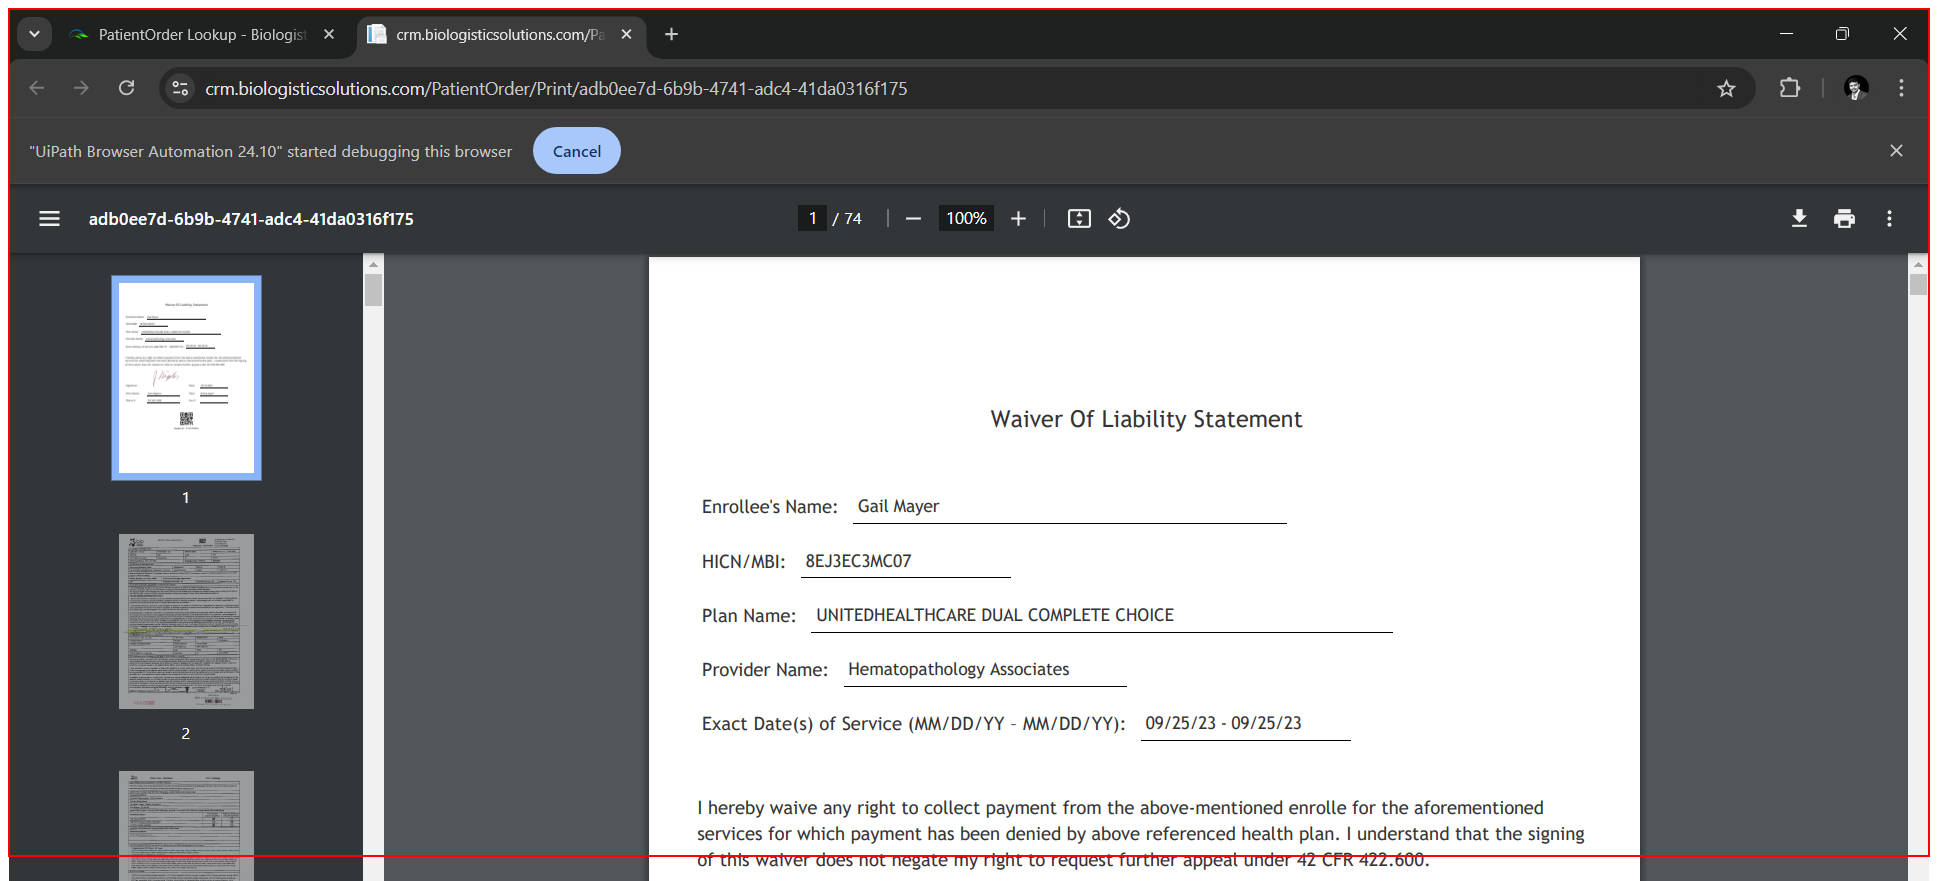 PatientOrder Lookup - Biologist
crm.biologisticsolutions.com/Pa
crm.biologisticsolutions.com/PatientOrder/Print/adb0ee7d-6b9b-4741-adc4-41da0316f175
"UiPath Browser Automation 24.10" started debugging this browser
Cancel
adb0ee7d-6b9b-4741-adc4-41da0316f175
1 / 74
100%
Waiver Of Liability Statement
1
2
Waiver Of Liability Statement
Enrollee's Name: Gail Mayer
HICN/MBI: 8EJ3EC3MC07
Plan Name: UNITEDHEALTHCARE DUAL COMPLETE CHOICE
Provider Name: Hematopathology Associates
Exact Date(s) of Service (MM/DD/YY – MM/DD/YY): 09/25/23 - 09/25/23
I hereby waive any right to collect payment from the above-mentioned enrolle for the aforementioned
services for which payment has been denied by above referenced health plan. I understand that the signing
of this waiver does not negate my right to request further appeal under 42 CFR 422.600.